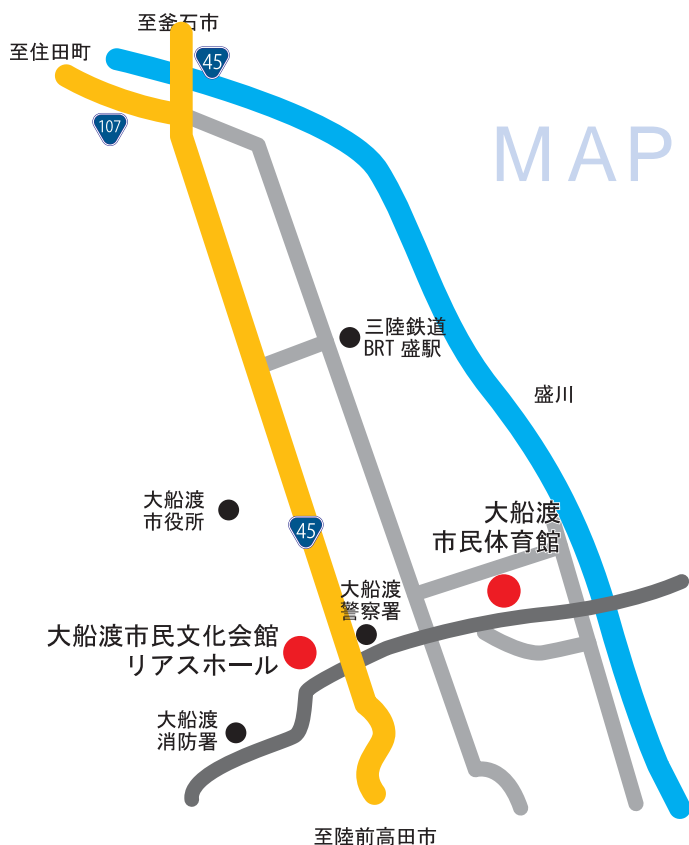 至釜石市
至住田町
45
107
MAP
三陸鉄道
BRT 盛駅
盛川
大船渡
市役所
大船渡
市民体育館
45
大船渡
警察署
大船渡市民文化会館
リアスホール
大船渡
消防署
至陸前高田市